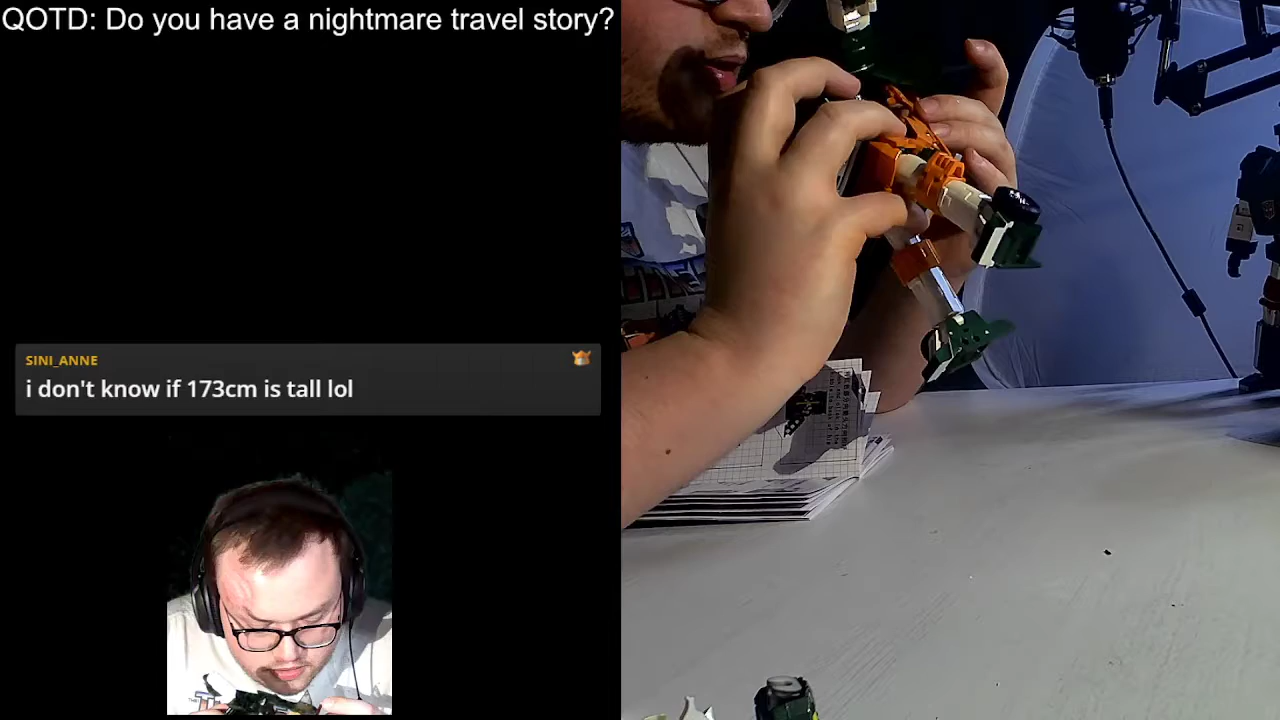 QOTD: Do you have a nightmare travel story?
SINI_ANNE
i don't know if 173cm is tall lol